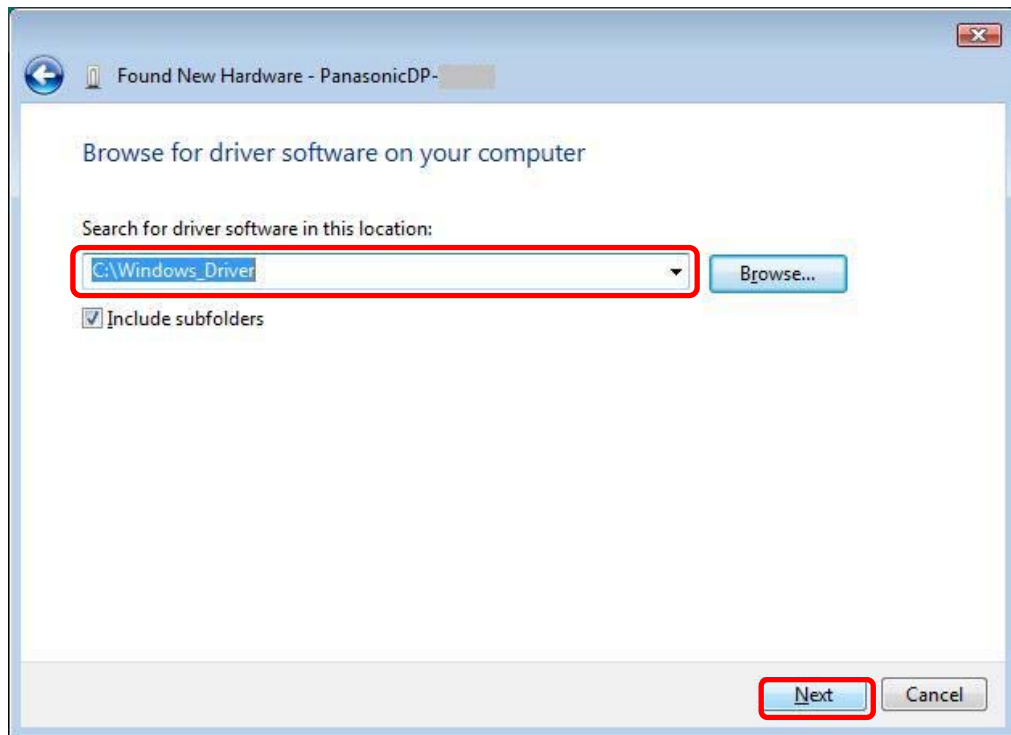 Found New Hardware - PanasonicDP-
Browse for driver software on your computer
Search for driver software in this location:
C:\Windows_Driver
Browse...
Include subfolders
Next
Cancel